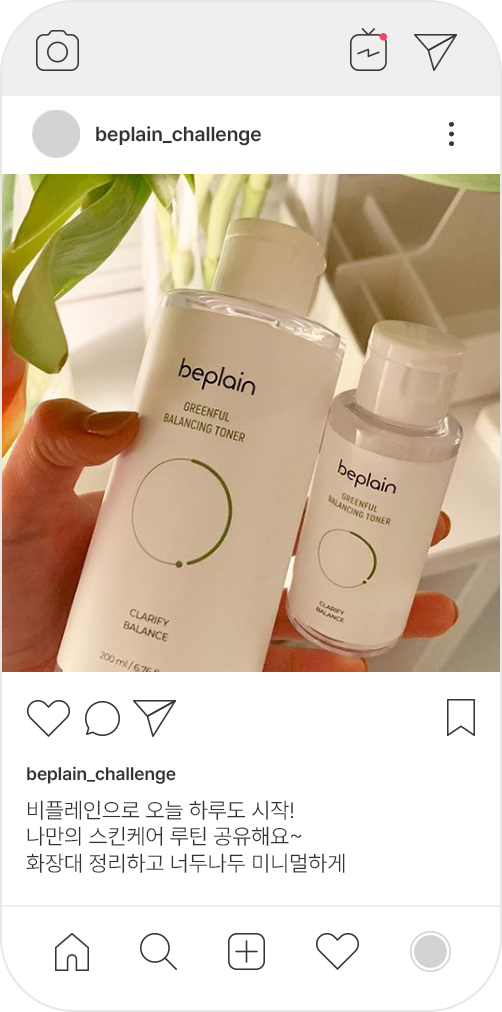 beplain_challenge
beplain
GREENFUL
BALANCING TONER
CLARIFY
BALANCE
200 ml / 6.76
beplain
GREENFUL
BALANCING TONER
CLARIFY
BALANCE
beplain_challenge
비플레인으로 오늘 하루도 시작!
나만의 스킨케어 루틴 공유해요~
화장대 정리하고 너두나두 미니멀하게